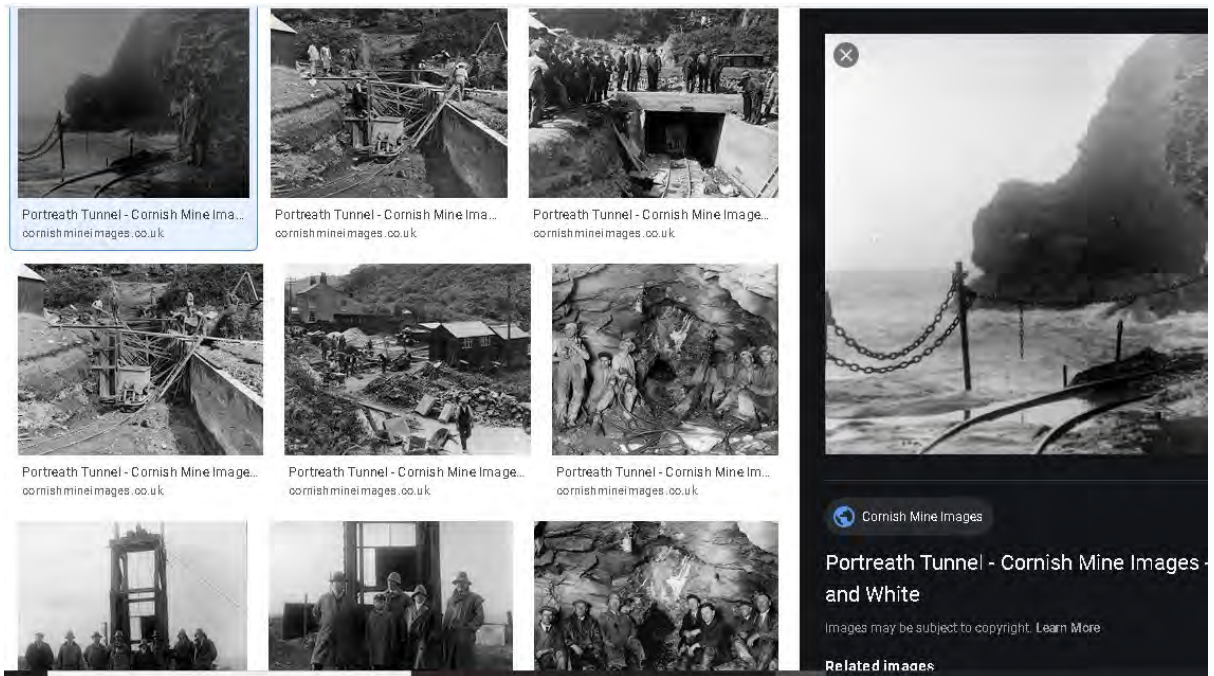 Portreath Tunnel - Cornish Mine Ima...
cornishmineimages.co.uk
Portreath Tunnel - Cornish Mine Ima...
cornishmineimages.co.uk
Portreath Tunnel - Cornish Mine Image...
cornishmineimages.co.uk
Portreath Tunnel - Cornish Mine Image...
cornishmineimages.co.uk
Portreath Tunnel - Cornish Mine Image...
cornishmineimages.co.uk
Portreath Tunnel - Cornish Mine Im...
cornishmineimages.co.uk
Cornish Mine Images
Portreath Tunnel - Cornish Mine Images -
and White
Images may be subject to copyright. Learn More
Related images